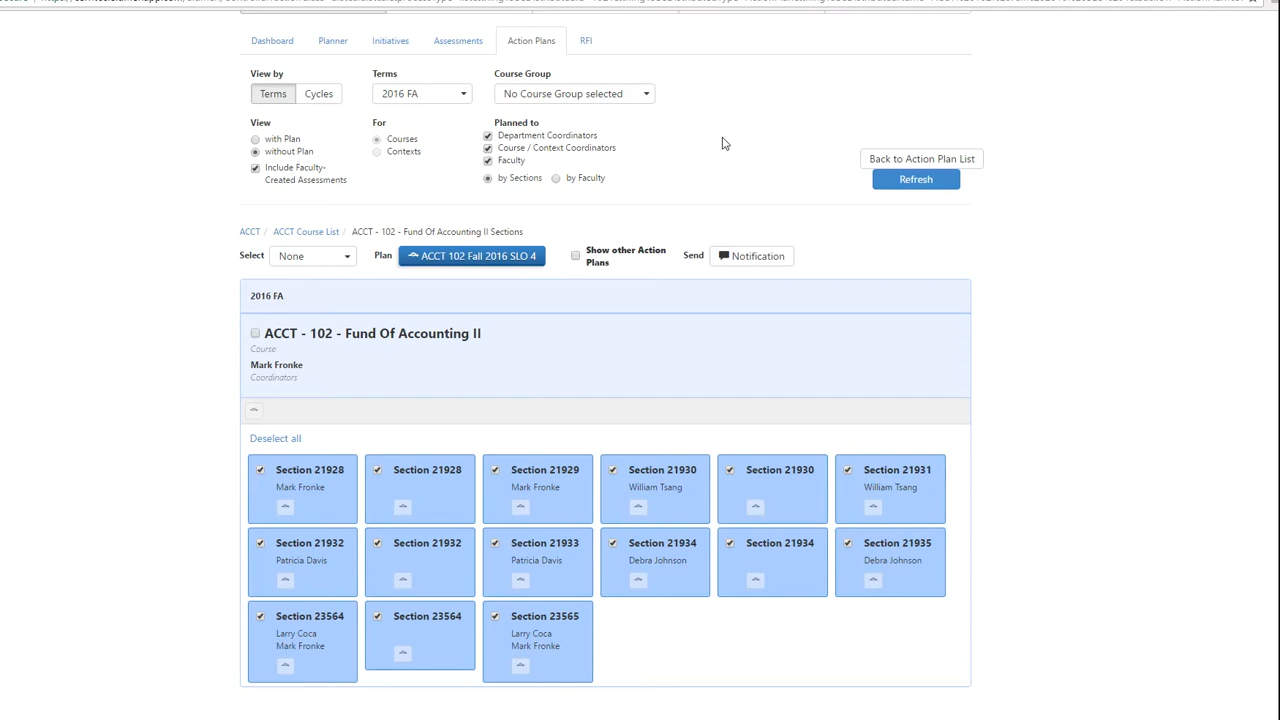 Dashboard Planner Initiatives Assessments Action Plans RFI
View by Terms Course Group
Terms Cycles 2016 FA No Course Group selected
View For Planned to
with Plan Courses Department Coordinators
without Plan Contexts Course / Context Coordinators
Include Faculty-
Created Assessments
Faculty
by Sections by Faculty
Back to Action Plan List
Refresh
ACCT / ACCT Course List / ACCT - 102 - Fund Of Accounting II Sections
Select None Plan ACCT 102 Fall 2016 SLO 4 Show other Action
Plans
Send Notification
2016 FA
ACCT - 102 - Fund Of Accounting II
Course
Mark Fronke
Coordinators
Deselect all
Section 21928 Section 21928 Section 21929 Section 21930 Section 21930 Section 21931
Mark Fronke Mark Fronke William Tsang William Tsang
Section 21932 Section 21932 Section 21933 Section 21934 Section 21934 Section 21935
Patricia Davis Patricia Davis Debra Johnson Debra Johnson
Section 23564 Section 23564 Section 23565
Larry Coca Larry Coca
Mark Fronke Mark Fronke